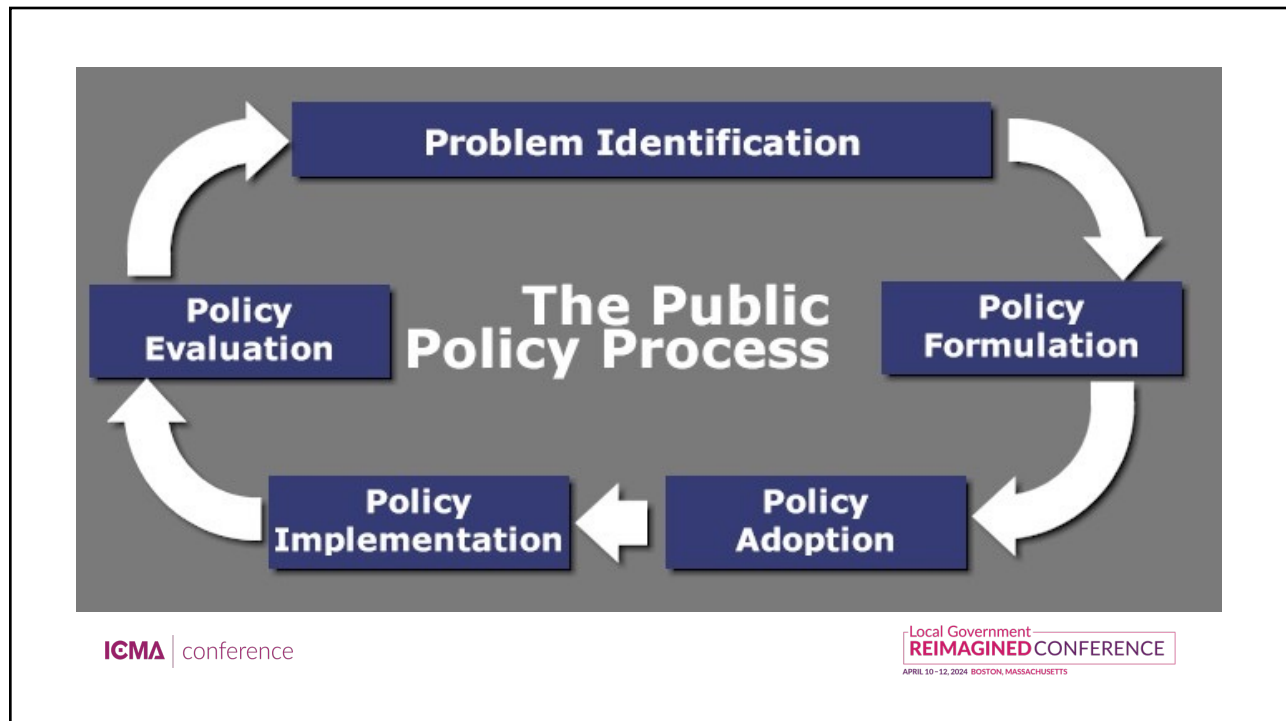 Problem Identification
The Public
Policy Process
Policy
Evaluation
Policy
Formulation
Policy
Implementation
Policy
Adoption
ICMA | conference
Local Government
REIMAGINED CONFERENCE
APRIL 10–12, 2024 BOSTON, MASSACHUSETTS